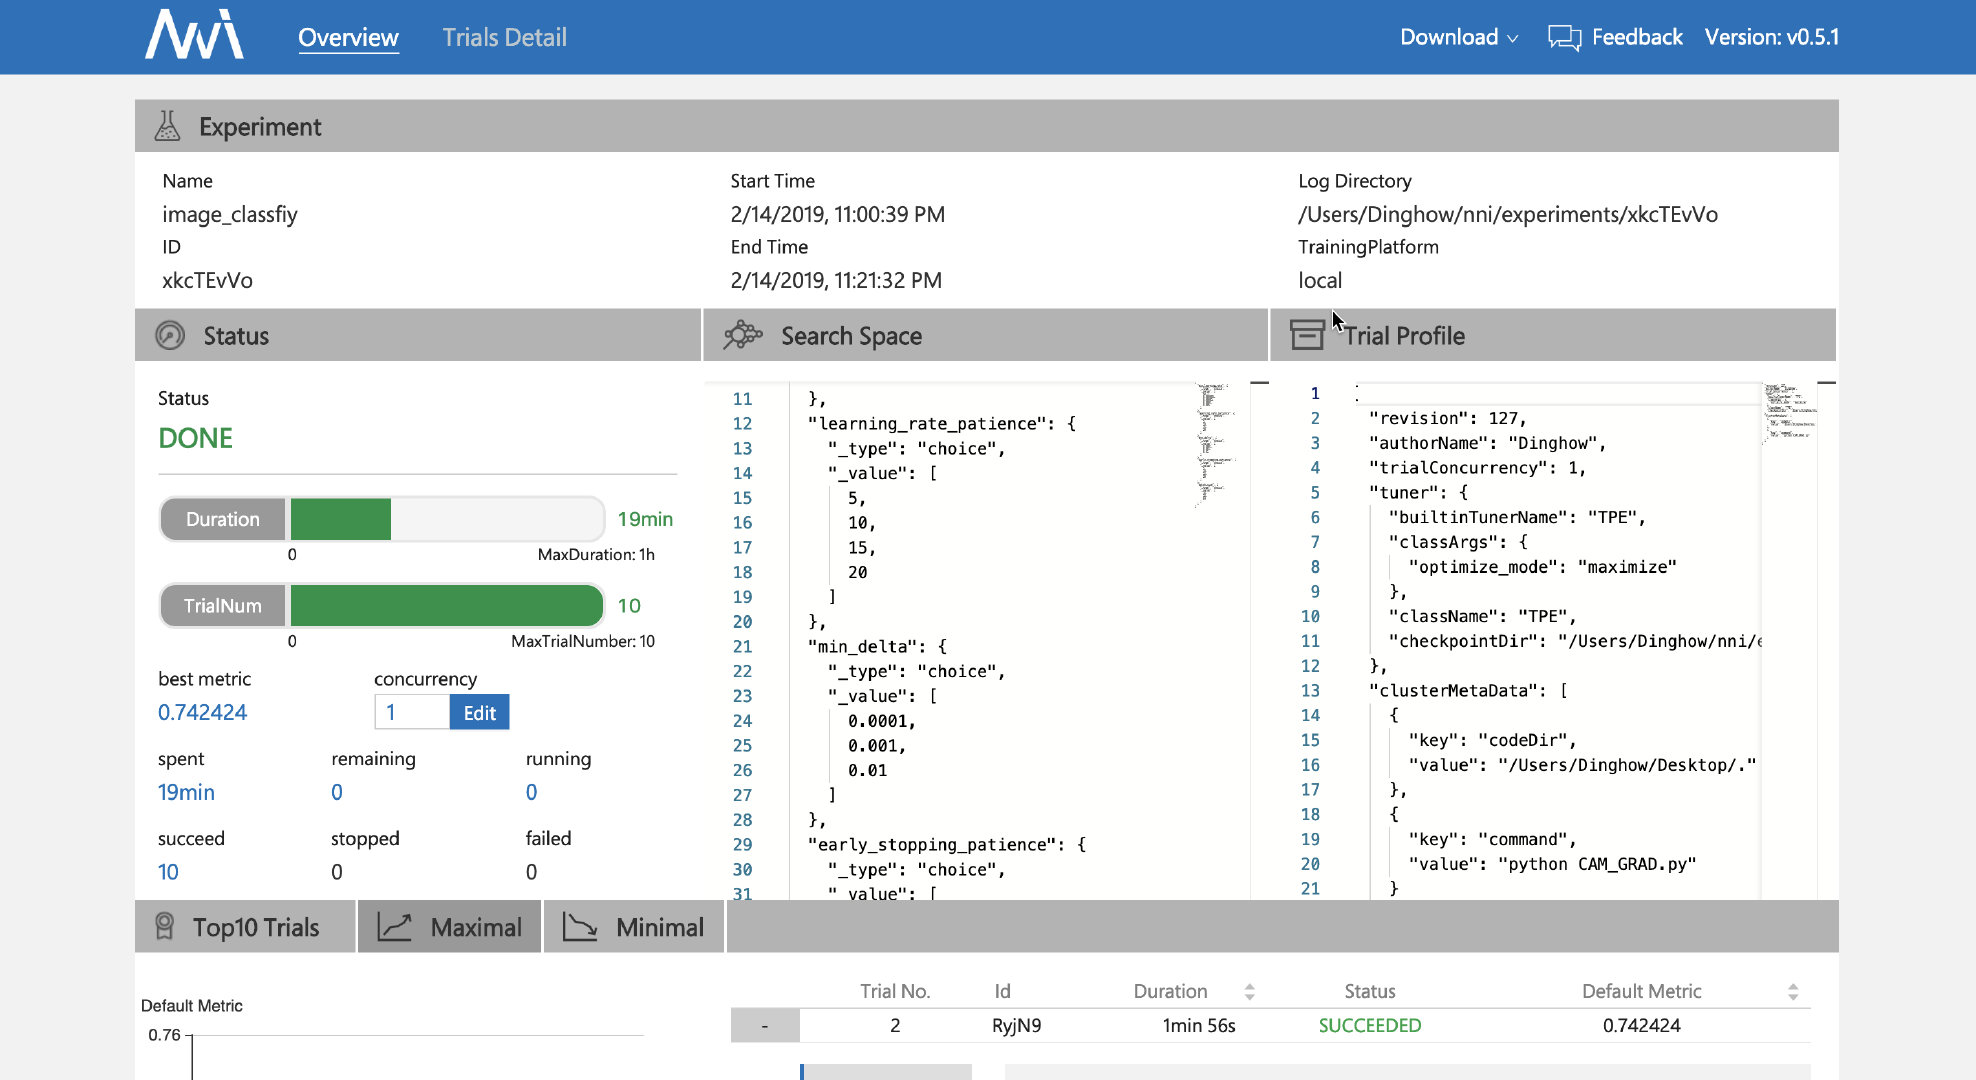 NNI
Overview
Trials Detail
Download
Feedback
Version: v0.5.1
Experiment
Name
image_classfiy
ID
xkcTEvVo
Start Time
2/14/2019, 11:00:39 PM
End Time
2/14/2019, 11:21:32 PM
Log Directory
/Users/Dinghow/nni/experiments/xkcTEvVo
TrainingPlatform
local
Status
Status
DONE
Duration
19min
0
MaxDuration: 1h
TrialNum
10
0
MaxTrialNumber: 10
best metric
0.742424
concurrency
1
Edit
spent
19min
remaining
0
running
0
succeed
10
stopped
0
failed
0
Search Space
11 },
12 "learning_rate_patience": {
13 "_type": "choice",
14 "_value": [
15 5,
16 10,
17 15,
18 20
19 ]
20 },
21 "min_delta": {
22 "_type": "choice",
23 "_value": [
24 0.0001,
25 0.001,
26 0.01
27 ]
28 },
29 "early_stopping_patience": {
30 "_type": "choice",
31 "_value": [
Trial Profile
1
2 "revision": 127,
3 "authorName": "Dinghow",
4 "trialConcurrency": 1,
5 "tuner": {
6 "builtinTunerName": "TPE",
7 "classArgs": {
8 "optimize_mode": "maximize"
9 },
10 "className": "TPE",
11 "checkpointDir": "/Users/Dinghow/nni/e
12 },
13 "clusterMetaData": [
14 {
15 "key": "codeDir",
16 "value": "/Users/Dinghow/Desktop/."
17 },
18 {
19 "key": "command",
20 "value": "python CAM_GRAD.py"
21 }
Top10 Trials
Maximal
Minimal
Default Metric
0.76
Trial No. Id Duration Status Default Metric
- 2 RyjN9 1min 56s SUCCEEDED 0.742424